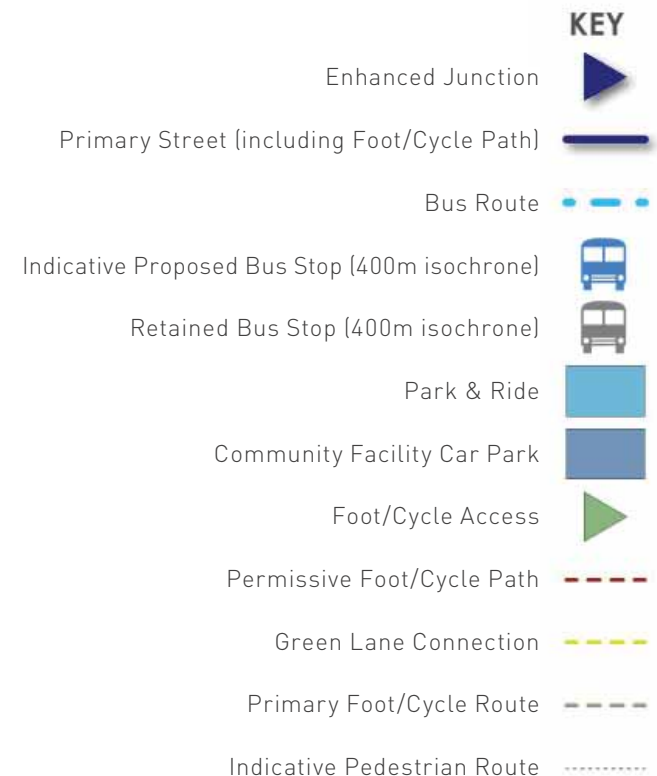 KEY
Enhanced Junction
Primary Street (including Foot/Cycle Path)
Bus Route
Indicative Proposed Bus Stop (400m isochrone)
Retained Bus Stop (400m isochrone)
Park & Ride
Community Facility Car Park
Foot/Cycle Access
Permissive Foot/Cycle Path
Green Lane Connection
Primary Foot/Cycle Route
Indicative Pedestrian Route